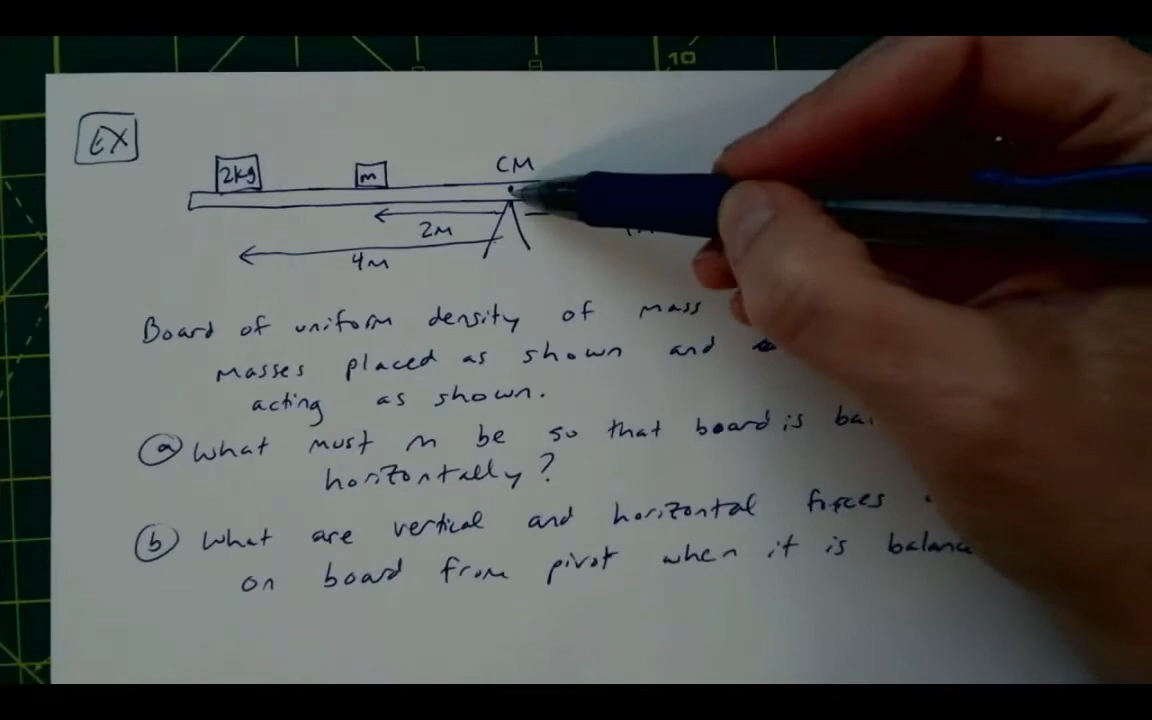 10
EX
CM
2kg
m
2M
4M
Board of uniform density of mass
masses placed as shown and
acting as shown.
(a) What must m be so that board is
horizontally?
(b) What are vertical and horizontal forces
on board from pivot when it is